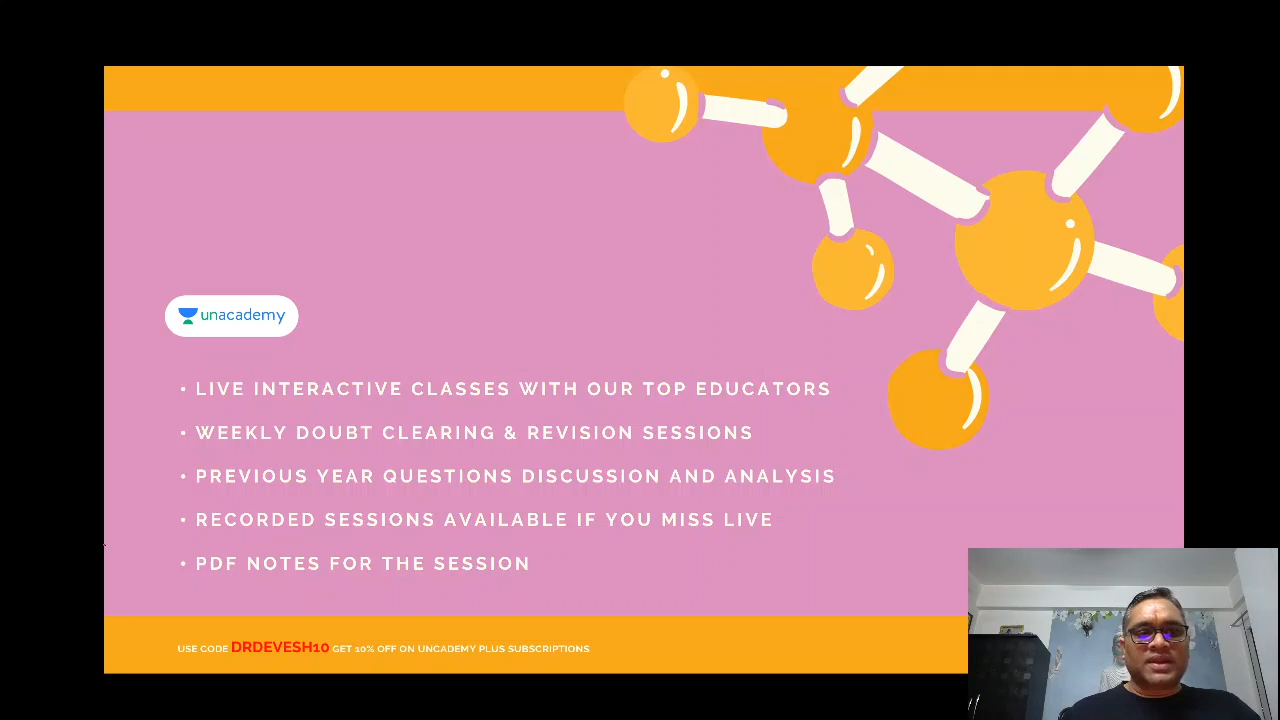 unacademy
• LIVE INTERACTIVE CLASSES WITH OUR TOP EDUCATORS
• WEEKLY DOUBT CLEARING & REVISION SESSIONS
• PREVIOUS YEAR QUESTIONS DISCUSSION AND ANALYSIS
• RECORDED SESSIONS AVAILABLE IF YOU MISS LIVE
• PDF NOTES FOR THE SESSION
USE CODE DRDEVESH10 GET 10% OFF ON UNCADEMY PLUS SUBSCRIPTIONS